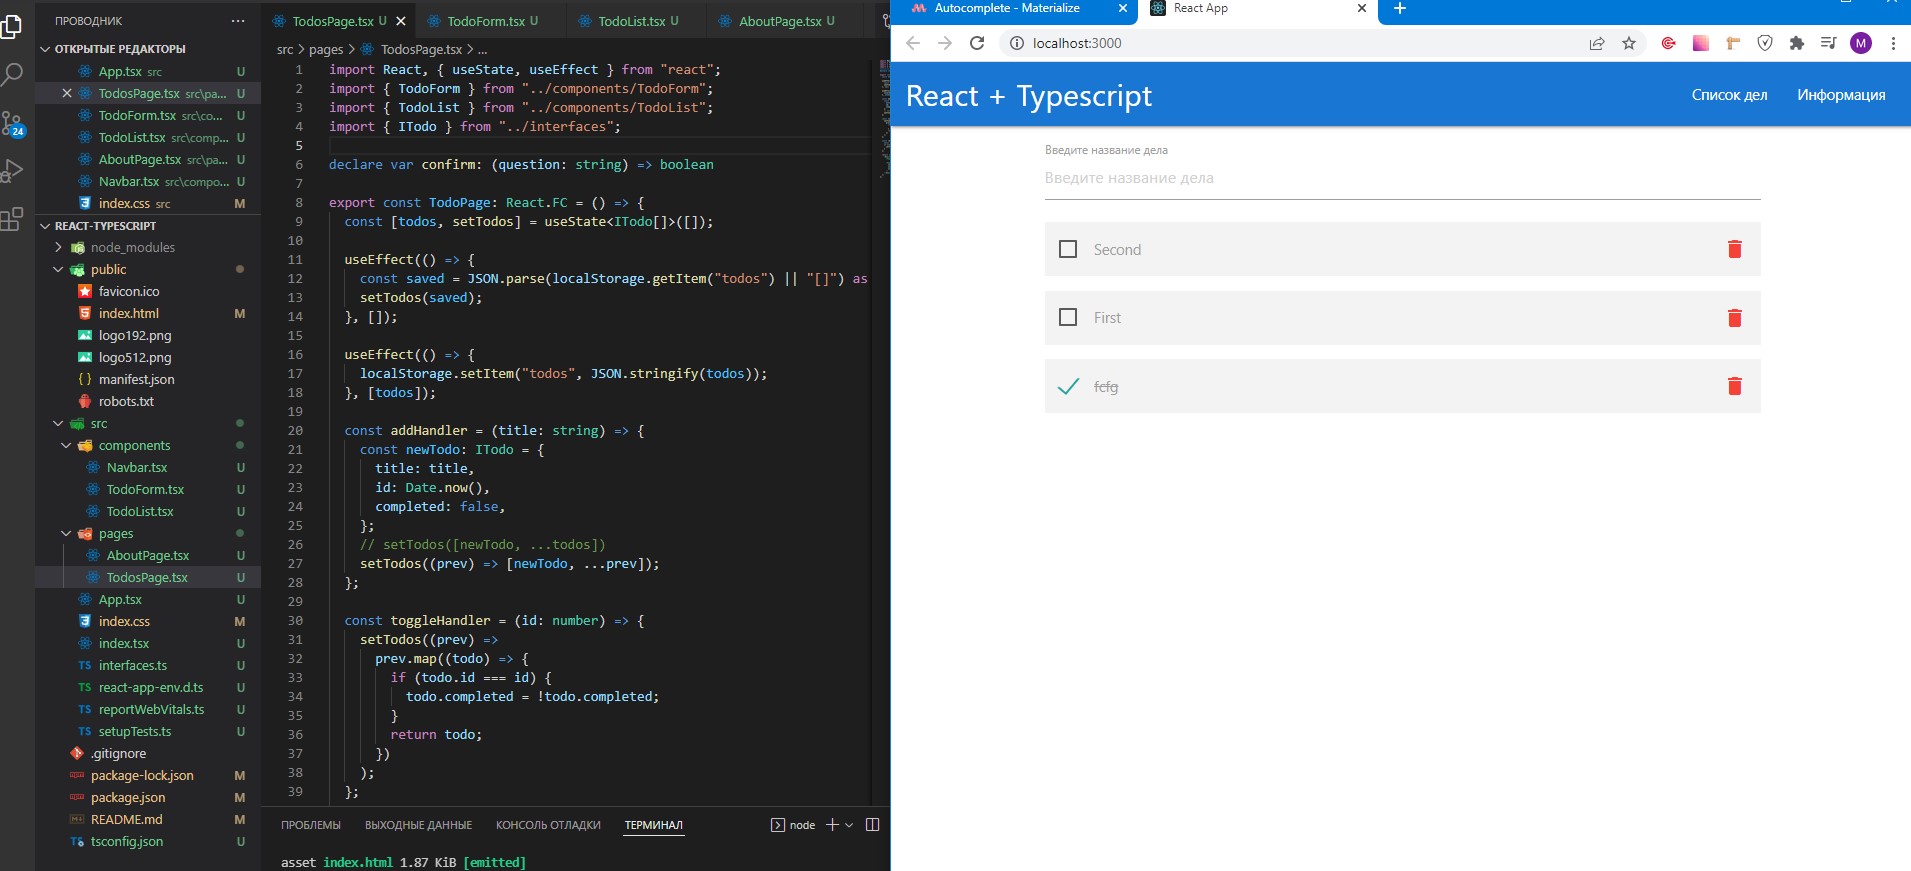 ПРОВОДНИК
ОТКРЫТЫЕ РЕДАКТОРЫ
App.tsx src U
TodosPage.tsx src\pa... U
TodoForm.tsx src\co... U
TodoList.tsx src\comp... U
AboutPage.tsx src\pa... U
Navbar.tsx src\compo... U
index.css src M
24
REACT-TYPESCRIPT
node_modules
public
favicon.ico
index.html M
logo192.png
logo512.png
manifest.json
robots.txt
src
components
Navbar.tsx U
TodoForm.tsx U
TodoList.tsx U
pages
AboutPage.tsx U
TodosPage.tsx U
App.tsx U
index.css M
index.tsx U
TS interfaces.ts U
TS react-app-env.d.ts U
TS reportWebVitals.ts U
TS setupTests.ts U
.gitignore
package-lock.json M
package.json M
README.md M
tsconfig.json U
TodosPage.tsx U TodoForm.tsx U TodoList.tsx U AboutPage.tsx U
src > pages > TodosPage.tsx > ...
1 import React, { useState, useEffect } from "react";
2 import { TodoForm } from "../components/TodoForm";
3 import { TodoList } from "../components/TodoList";
4 import { ITodo } from "../interfaces";
5
6 declare var confirm: (question: string) => boolean
7
8 export const TodoPage: React.FC = () => {
9 const [todos, setTodos] = useState<ITodo[]>([]);
10
11 useEffect(() => {
12 const saved = JSON.parse(localStorage.getItem("todos") || "[]") as
13 setTodos(saved);
14 }, []);
15
16 useEffect(() => {
17 localStorage.setItem("todos", JSON.stringify(todos));
18 }, [todos]);
19
20 const addHandler = (title: string) => {
21 const newTodo: ITodo = {
22 title: title,
23 id: Date.now(),
24 completed: false,
25 };
26 // setTodos([newTodo, ...todos])
27 setTodos((prev) => [newTodo, ...prev]);
28 };
29
30 const toggleHandler = (id: number) => {
31 setTodos((prev) =>
32 prev.map((todo) => {
33 if (todo.id === id) {
34 todo.completed = !todo.completed;
35 }
36 return todo;
37 })
38 );
39 };
ПРОБЛЕМЫ ВЫХОДНЫЕ ДАННЫЕ КОНСОЛЬ ОТЛАДКИ ТЕРМИНАЛ node
asset index.html 1.87 KiB [emitted]
Autocomplete - Materialize React App
localhost:3000
M
React + Typescript Список дел Информация
Введите название дела
Введите название дела
Second
First
fcfg